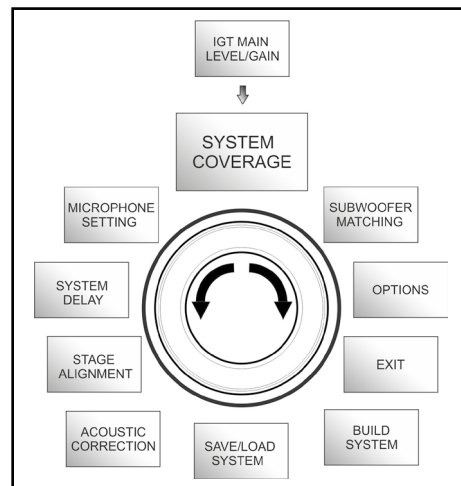 IGT MAIN
LEVEL/GAIN
SYSTEM
COVERAGE
MICROPHONE
SETTING
SUBWOOFER
MATCHING
SYSTEM
DELAY
OPTIONS
STAGE
ALIGNMENT
EXIT
ACOUSTIC
CORRECTION
SAVE/LOAD
SYSTEM
BUILD
SYSTEM